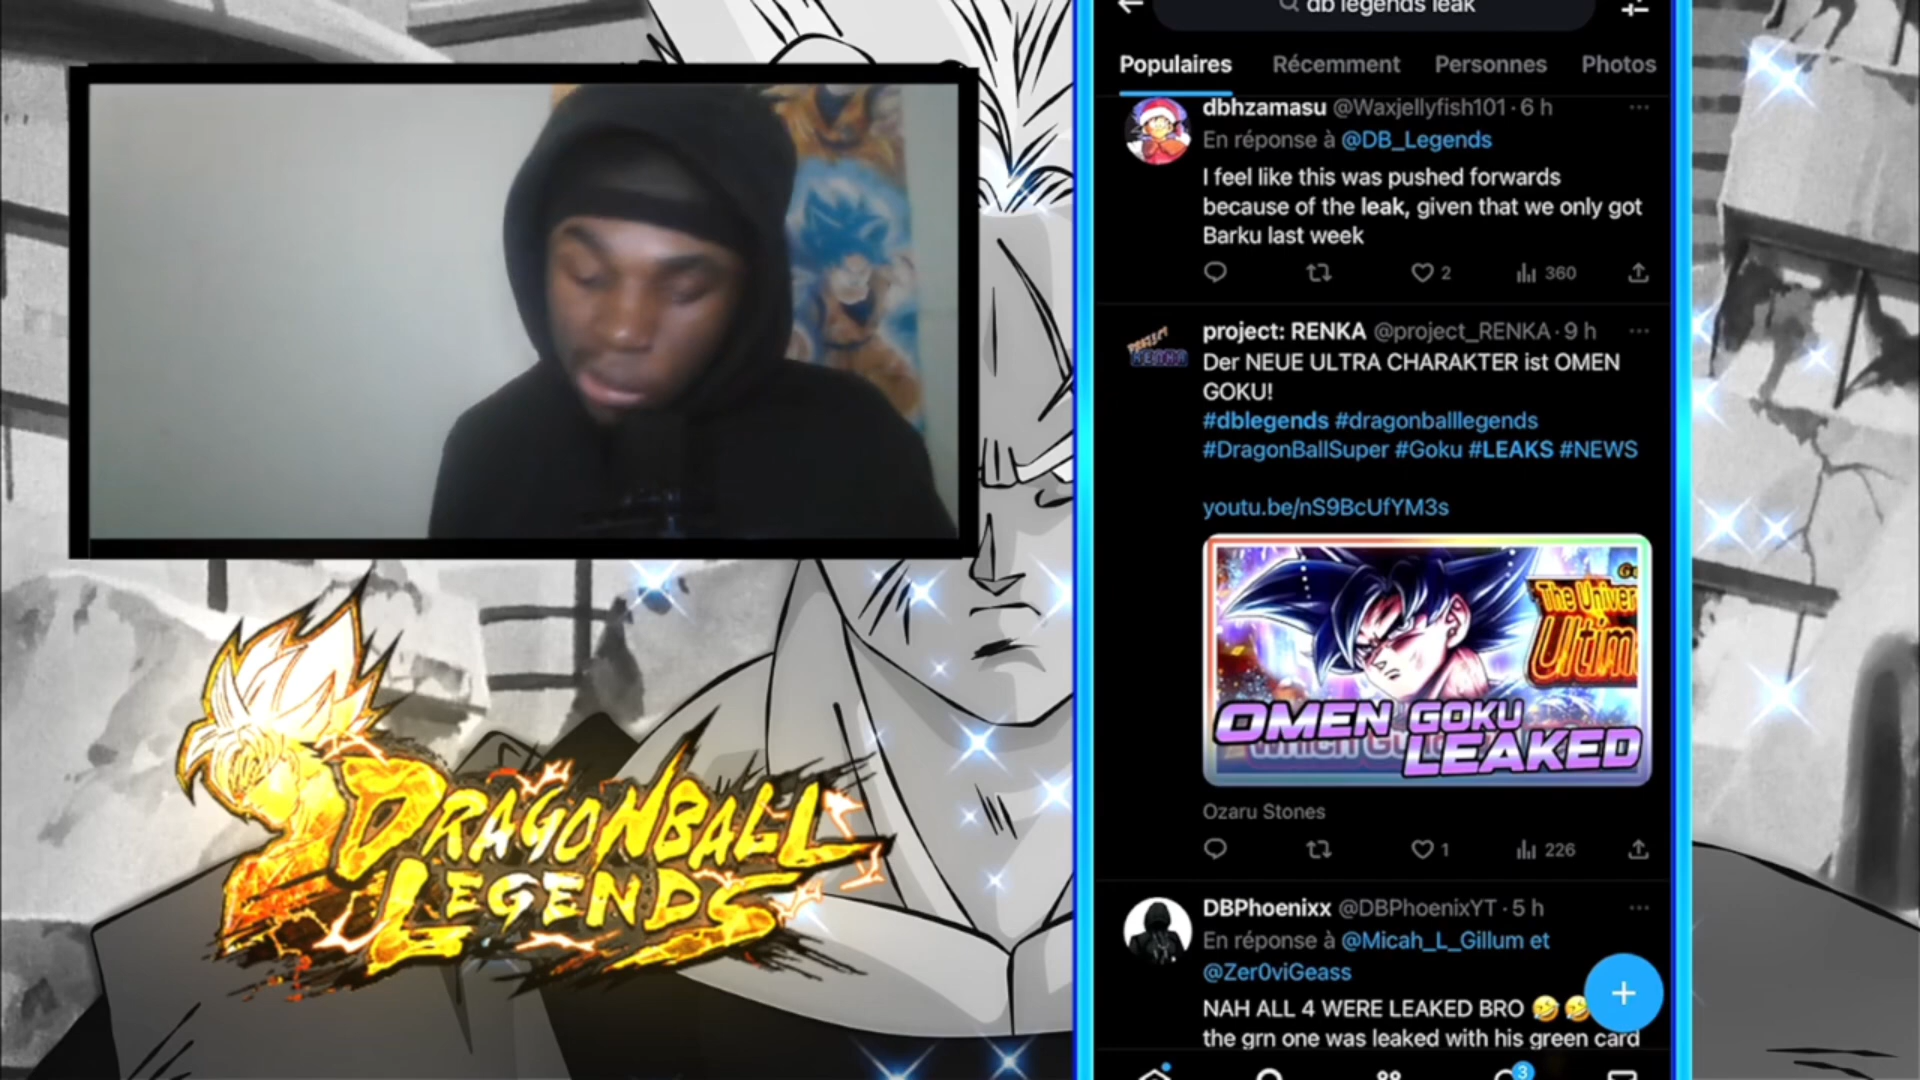 db legends leak
Populaires Récemment Personnes Photos
dbhzamasu @Waxjellyfish101 · 6 h
En réponse à @DB_Legends
I feel like this was pushed forwards
because of the leak, given that we only got
Barku last week
2 360
project: RENKA @project_RENKA · 9 h
Der NEUE ULTRA CHARAKTER ist OMEN
GOKU!
#dblegends #dragonballlegends
#DragonBallSuper #Goku #LEAKS #NEWS
youtu.be/nS9BcUfYM3s
The Univer
Ultim
OMEN GOKU
LEAKED
Ozaru Stones
1 226
DBPhoenixx @DBPhoenixYT · 5 h
En réponse à @Micah_L_Gillum et
@Zer0viGeass
NAH ALL 4 WERE LEAKED BRO 🤣🤣
the grn one was leaked with his green card
3
DRAGONBALL
LEGENDS